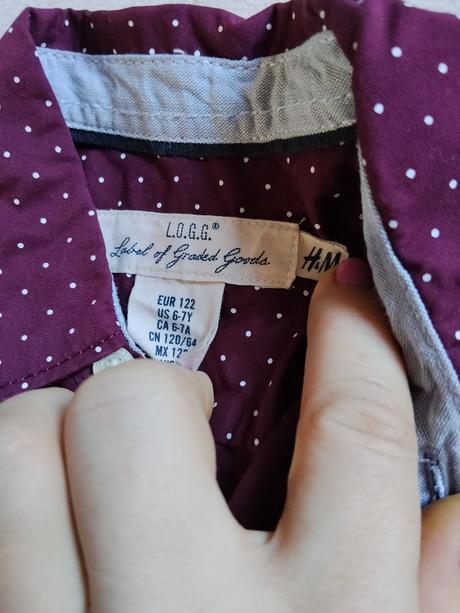 L.O.G.G.®
Label of Graded Goods
H&M
EUR 122
US 6-7Y
CA 6-7A
CN 120/64